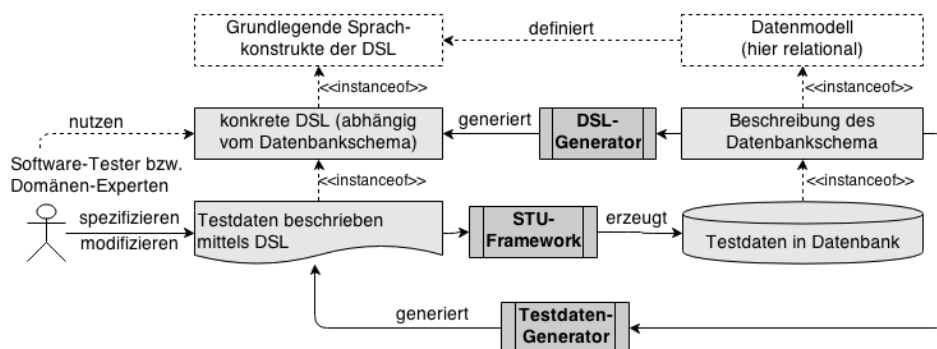 Grundlegende Sprach-
konstrukte der DSL
definiert
Datenmodell
(hier relational)
<<instanceof>>
<<instanceof>>
nutzen
konkrete DSL (abhängig
vom Datenbankschema)
generiert
DSL-
Generator
Beschreibung des
Datenbankschema
Software-Tester bzw.
Domänen-Experten
<<instanceof>>
<<instanceof>>
spezifizieren
modifizieren
Testdaten beschrieben
mittels DSL
STU-
Framework
erzeugt
Testdaten in Datenbank
generiert
Testdaten-
Generator